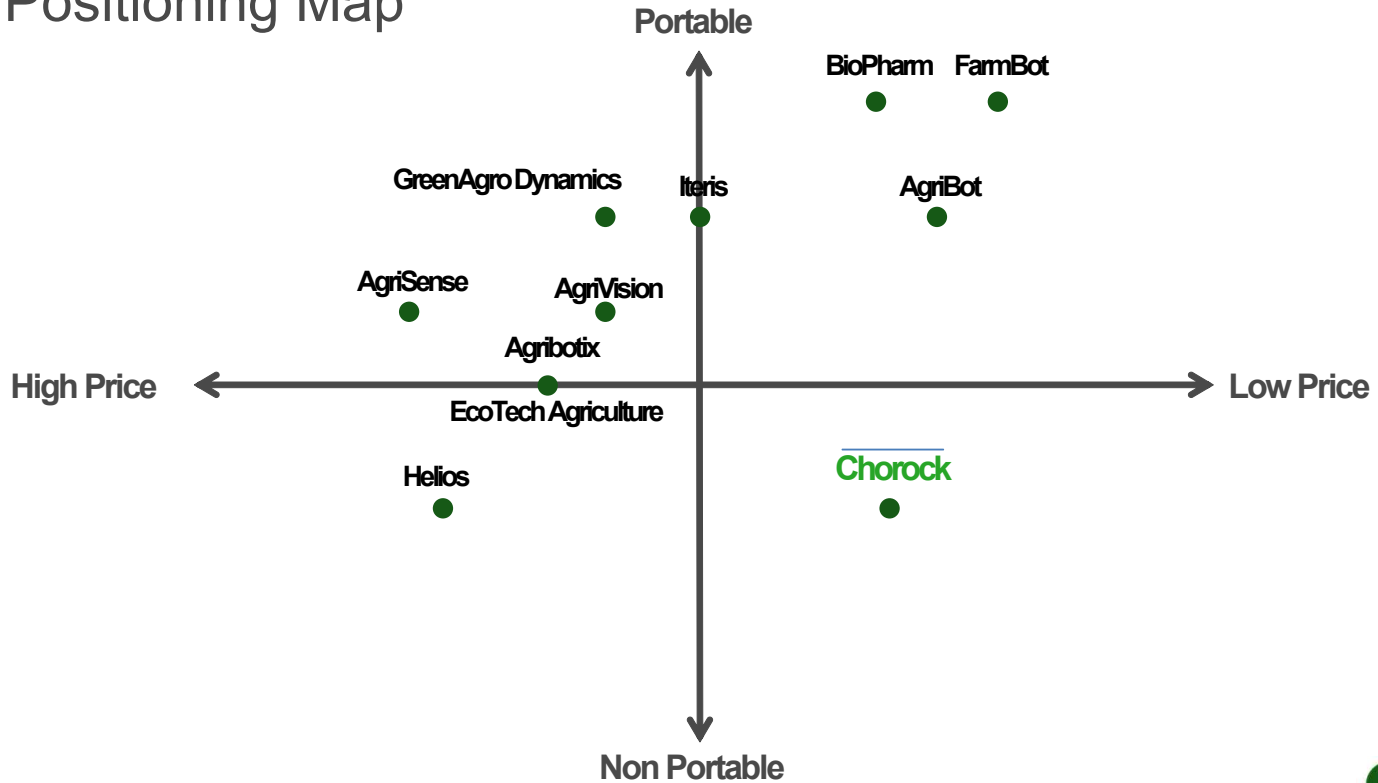 Positioning Map
Portable
BioPharm FarmBot
GreenAgro Dynamics Iteris AgriBot
AgriSense AgriVision
Agribotix
High Price Low Price
EcoTech Agriculture
Chorock
Helios
Non Portable